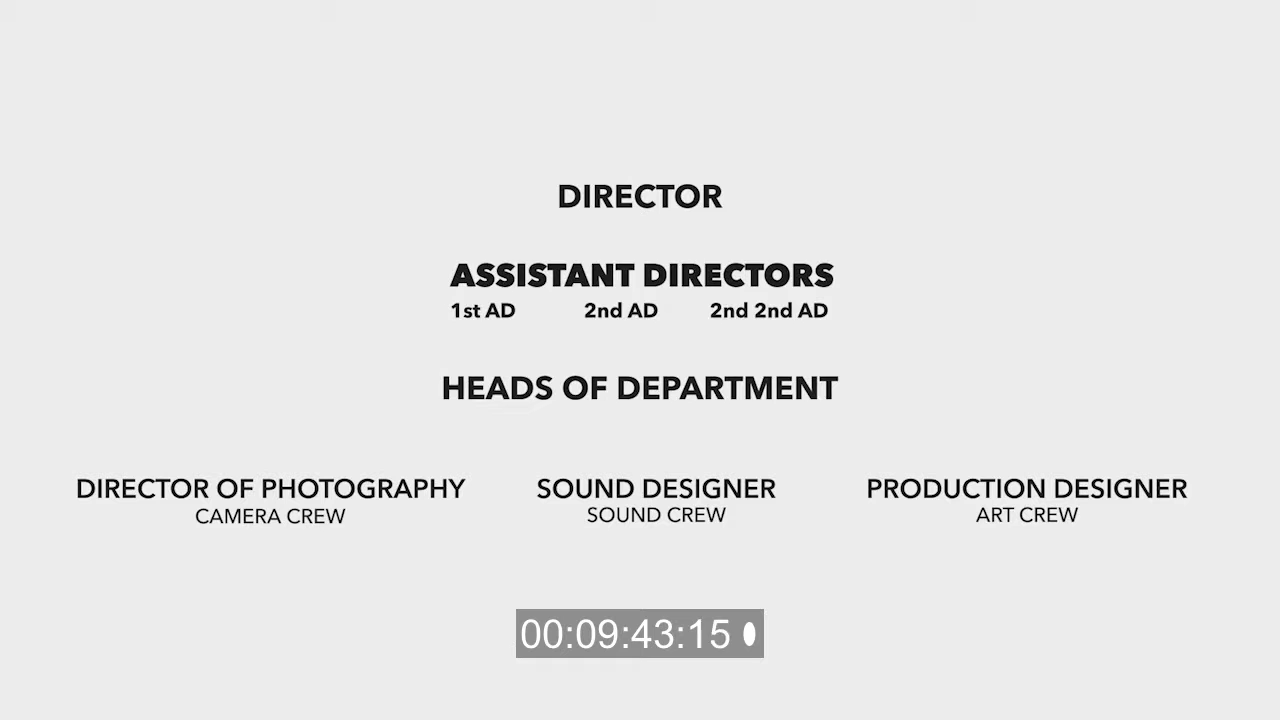 DIRECTOR
ASSISTANT DIRECTORS
1st AD 2nd AD 2nd 2nd AD
HEADS OF DEPARTMENT
DIRECTOR OF PHOTOGRAPHY SOUND DESIGNER PRODUCTION DESIGNER
CAMERA CREW SOUND CREW ART CREW
00:09:43:15